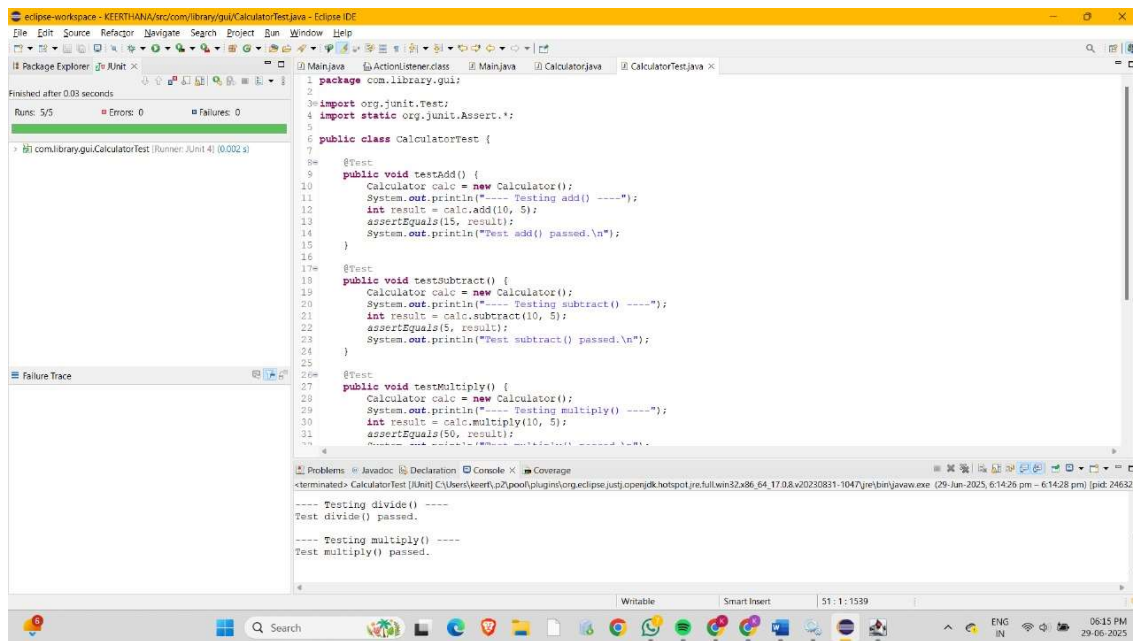 eclipse-workspace - KEERTHANA/src/com/library/gui/CalculatorTest.java - Eclipse IDE
File Edit Source Refactor Navigate Search Project Run Window Help
Package Explorer JUnit
Finished after 0.03 seconds
Runs: 5/5 Errors: 0 Failures: 0
com.library.gui.CalculatorTest [Runner: JUnit 4] (0.002 s)
Failure Trace
Main.java ActionListener.class Main.java Calculator.java CalculatorTest.java
1 package com.library.gui;
2
3 import org.junit.Test;
4 import static org.junit.Assert.*;
5
6 public class CalculatorTest {
7
8 @Test
9 public void testAdd() {
10 Calculator calc = new Calculator();
11 System.out.println("---- Testing add() ----");
12 int result = calc.add(10, 5);
13 assertEquals(15, result);
14 System.out.println("Test add() passed.\n");
15 }
16
17 @Test
18 public void testSubtract() {
19 Calculator calc = new Calculator();
20 System.out.println("---- Testing subtract() ----");
21 int result = calc.subtract(10, 5);
22 assertEquals(5, result);
23 System.out.println("Test subtract() passed.\n");
24 }
25
26 @Test
27 public void testMultiply() {
28 Calculator calc = new Calculator();
29 System.out.println("---- Testing multiply() ----");
30 int result = calc.multiply(10, 5);
31 assertEquals(50, result);
Problems Javadoc Declaration Console Coverage
<terminated> CalculatorTest [JUnit] C:\Users\keert\.p2\pool\plugins\org.eclipse.justj.openjdk.hotspot.jre.full.win32.x86_64_17.0.8.v20230831-1047\jre\bin\javaw.exe (29-Jun-2025, 6:14:26 pm – 6:14:28 pm) [pid: 24632
---- Testing divide() ----
Test divide() passed.
---- Testing multiply() ----
Test multiply() passed.
Writable Smart Insert 51 : 1 : 1539
6
Search
ENG
IN
06:15 PM
29-06-2025